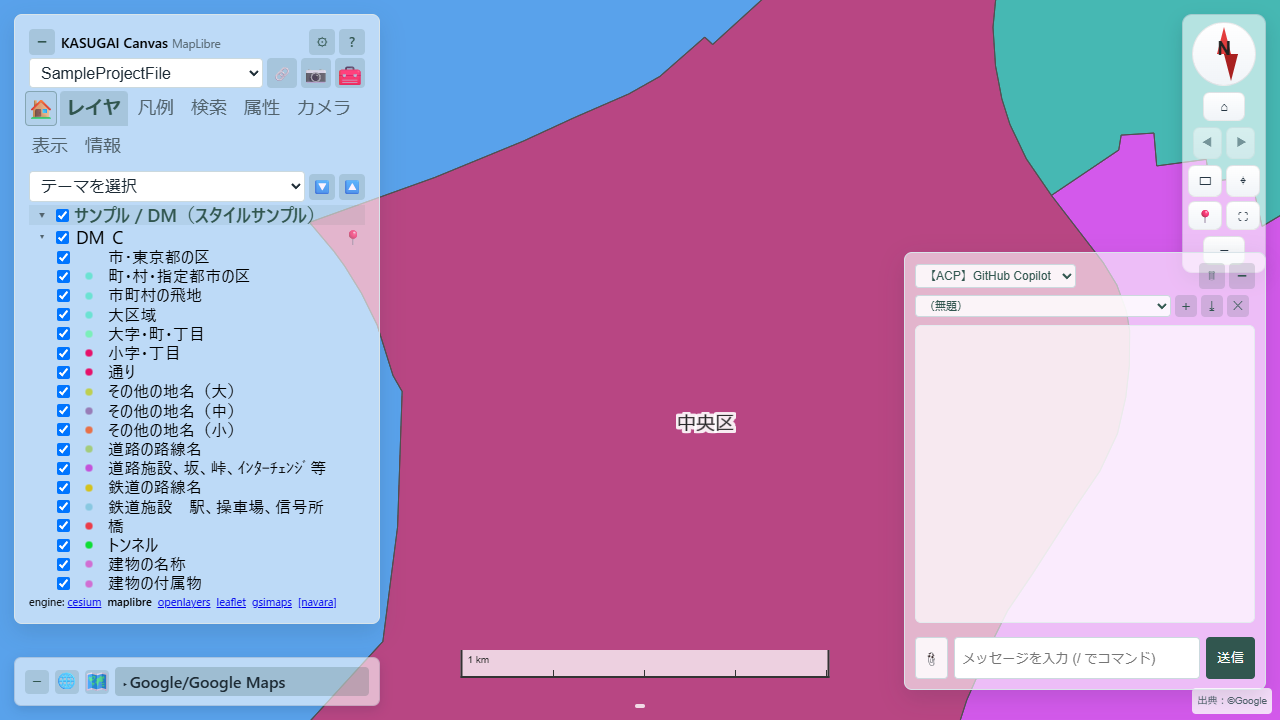 − KASUGAI Canvas MapLibre ⚙ ?
SampleProjectFile
レイヤ 凡例 検索 属性 カメラ
表示 情報
テーマを選択
サンプル / DM（スタイルサンプル）
DM C
市・東京都の区
町・村・指定都市の区
市町村の飛地
大区域
大字・町・丁目
小字・丁目
通り
その他の地名（大）
その他の地名（中）
その他の地名（小）
道路の路線名
道路施設、坂、峠、ｲﾝﾀｰﾁｪﾝｼﾞ等
鉄道の路線名
鉄道施設　駅、操車場、信号所
橋
トンネル
建物の名称
建物の付属物
engine: cesium maplibre openlayers leaflet gsimaps [navara]
− Google/Google Maps
中央区
1 km
N
【ACP】GitHub Copilot
（無題）
メッセージを入力 (/ でコマンド)
送信
出典：©Google